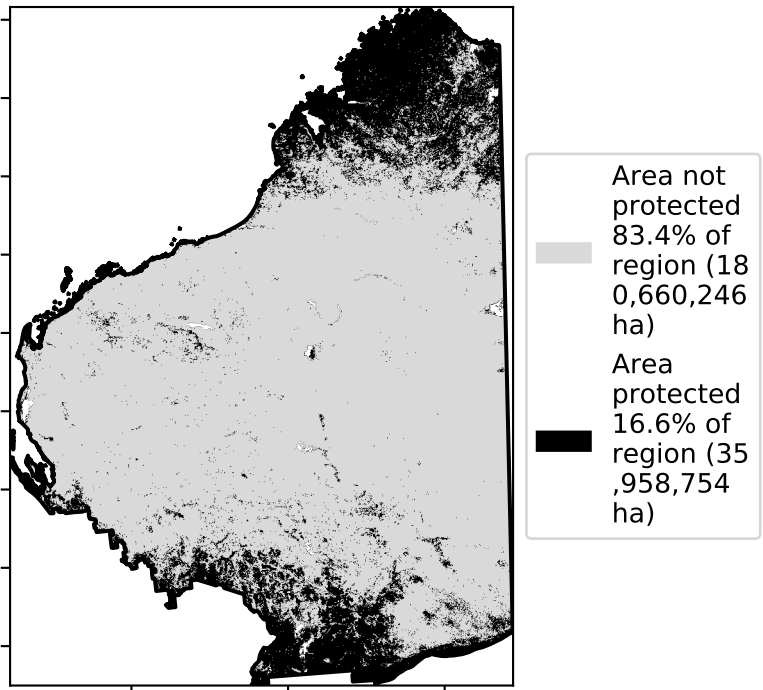 Area not
protected
83.4% of
region (18
0,660,246
ha)
Area
protected
16.6% of
region (35
,958,754
ha)